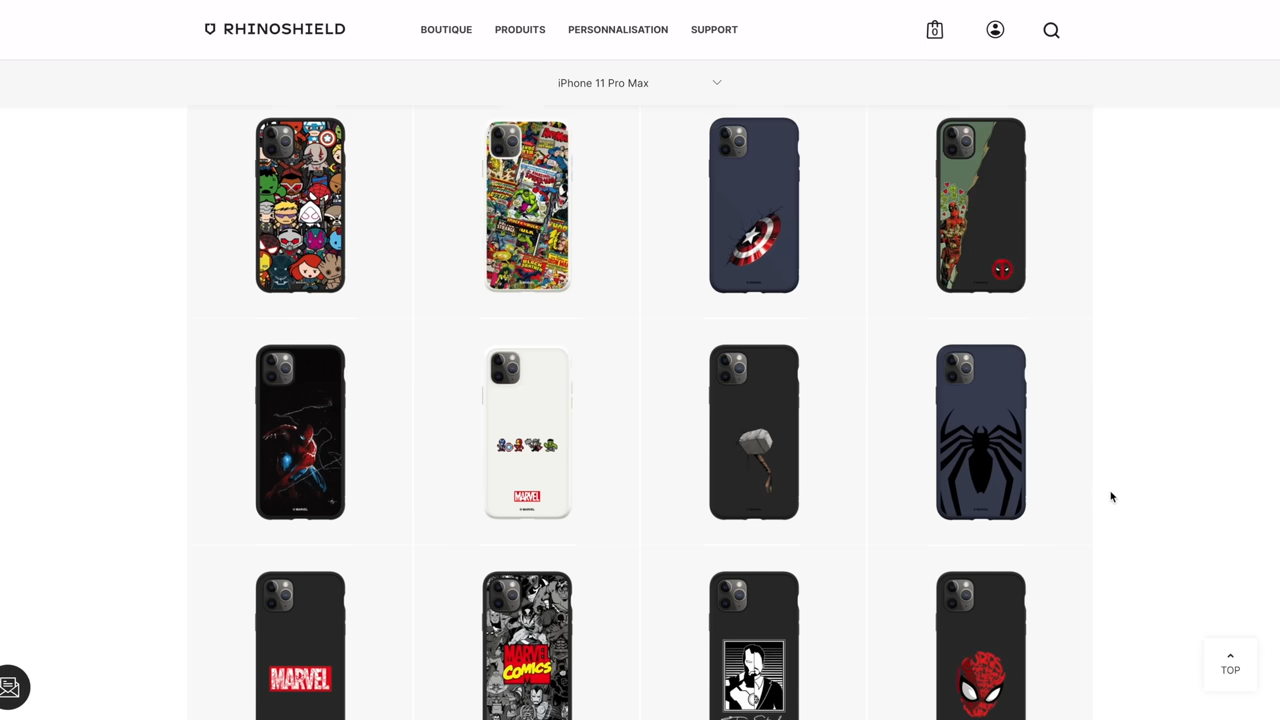 RHINOSHIELD
BOUTIQUE
PRODUITS
PERSONNALISATION
SUPPORT
0
iPhone 11 Pro Max
MARVEL
MARVEL
MARVEL
COMICS
TOP